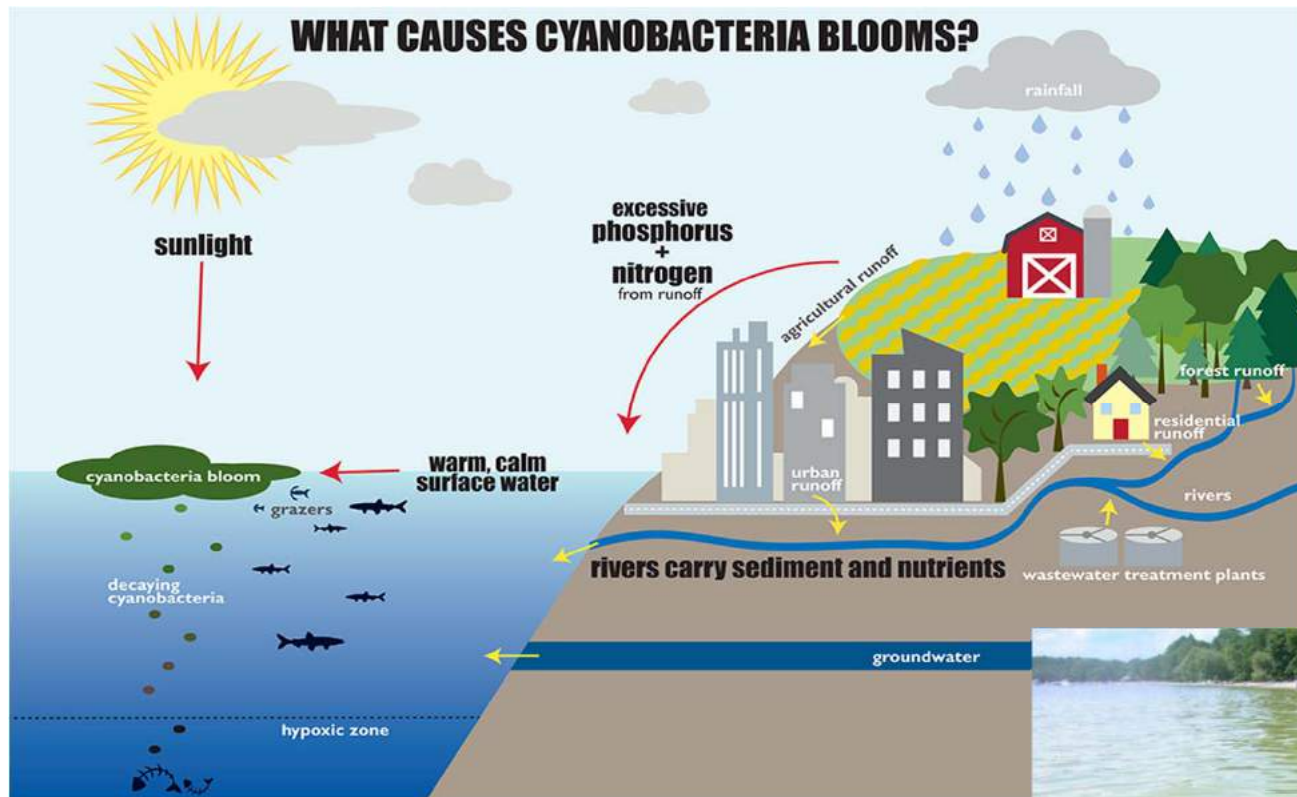 WHAT CAUSES CYANOBACTERIA BLOOMS?
rainfall
sunlight
excessive
phosphorus
+
nitrogen
from runoff
agricultural runoff
forest runoff
residential
runoff
cyanobacteria bloom
warm, calm
surface water
urban
runoff
rivers
grazers
rivers carry sediment and nutrients
wastewater treatment plants
decaying
cyanobacteria
groundwater
hypoxic zone